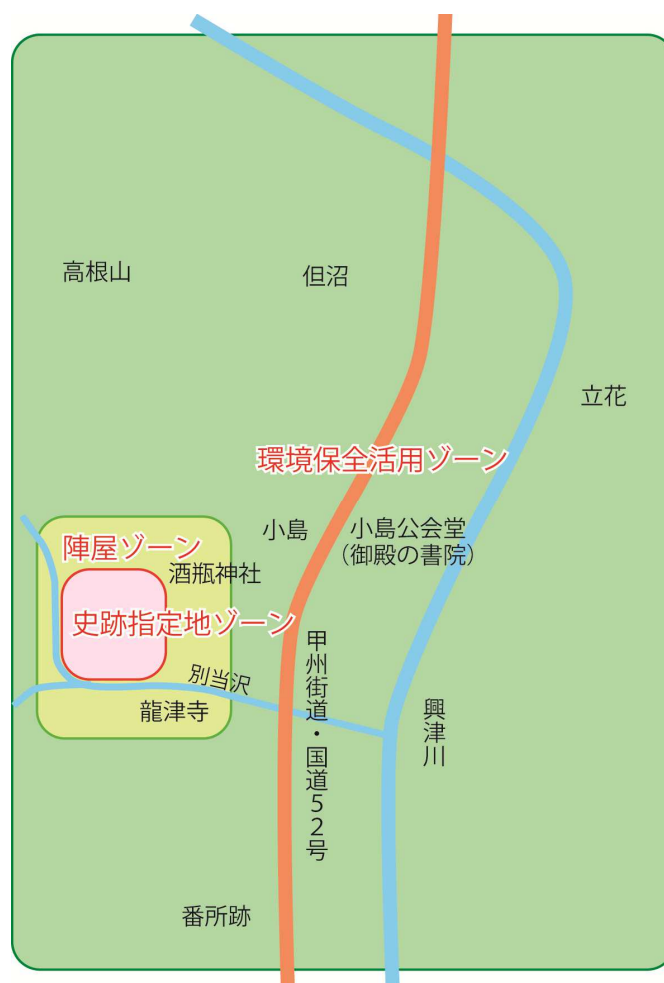 高根山
但沼
立花
環境保全活用ゾーン
小島
小島公会堂
（御殿の書院）
陣屋ゾーン
酒瓶神社
史跡指定地ゾーン
別当沢
龍津寺
甲州街道・国道５２号
興津川
番所跡